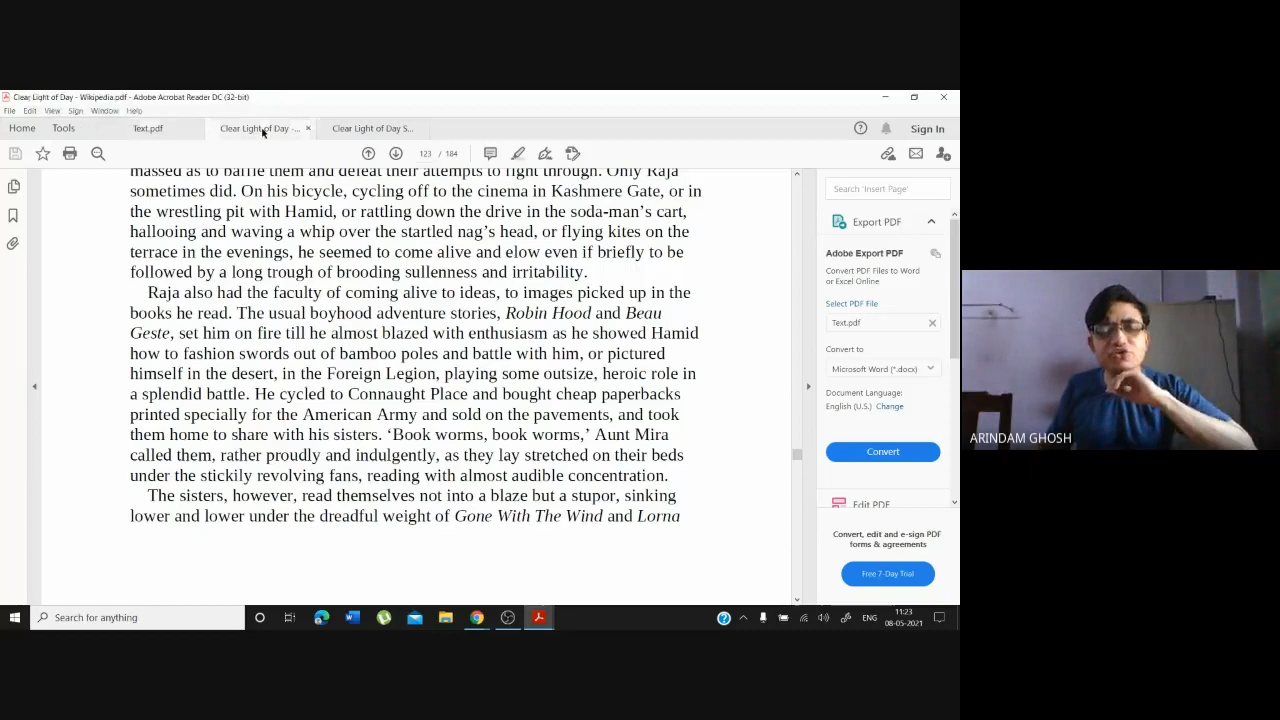 Clear Light of Day - Wikipedia.pdf - Adobe Acrobat Reader DC (32-bit)
File Edit View Sign Window Help
Home Tools Text.pdf Clear Light of Day -... × Clear Light of Day S... Sign In
123 / 184
massed as to baffle them and defeat their attempts to fight through. Only Raja
sometimes did. On his bicycle, cycling off to the cinema in Kashmere Gate, or in
the wrestling pit with Hamid, or rattling down the drive in the soda-man's cart,
hallooing and waving a whip over the startled nag's head, or flying kites on the
terrace in the evenings, he seemed to come alive and elow even if briefly to be
followed by a long trough of brooding sullenness and irritability.
Raja also had the faculty of coming alive to ideas, to images picked up in the
books he read. The usual boyhood adventure stories, Robin Hood and Beau
Geste, set him on fire till he almost blazed with enthusiasm as he showed Hamid
how to fashion swords out of bamboo poles and battle with him, or pictured
himself in the desert, in the Foreign Legion, playing some outsize, heroic role in
a splendid battle. He cycled to Connaught Place and bought cheap paperbacks
printed specially for the American Army and sold on the pavements, and took
them home to share with his sisters. 'Book worms, book worms,' Aunt Mira
called them, rather proudly and indulgently, as they lay stretched on their beds
under the stickily revolving fans, reading with almost audible concentration.
The sisters, however, read themselves not into a blaze but a stupor, sinking
lower and lower under the dreadful weight of Gone With The Wind and Lorna
Search 'Insert Page'
Export PDF
Adobe Export PDF
Convert PDF Files to Word
or Excel Online
Select PDF File
Text.pdf
Convert to
Microsoft Word (*.docx)
Document Language:
English (U.S.) Change
Convert
Edit PDF
Convert, edit and e-sign PDF
forms & agreements
Free 7-Day Trial
ARINDAM GHOSH
Search for anything
ENG
11:23
08-05-2021